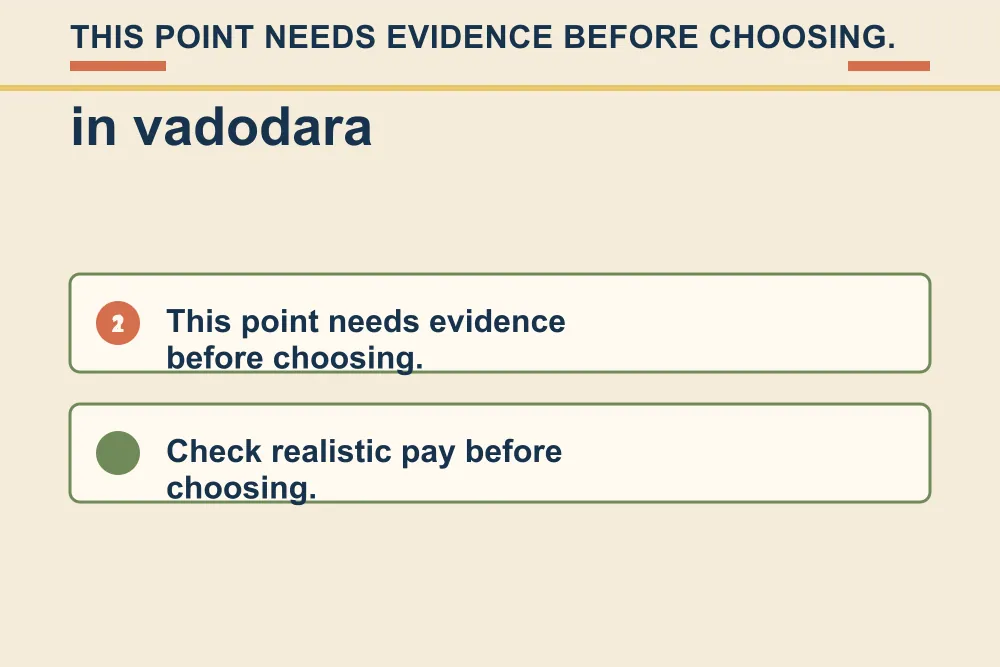 THIS POINT NEEDS EVIDENCE BEFORE CHOOSING.
in vadodara
2
This point needs evidence
before choosing.
Check realistic pay before
choosing.